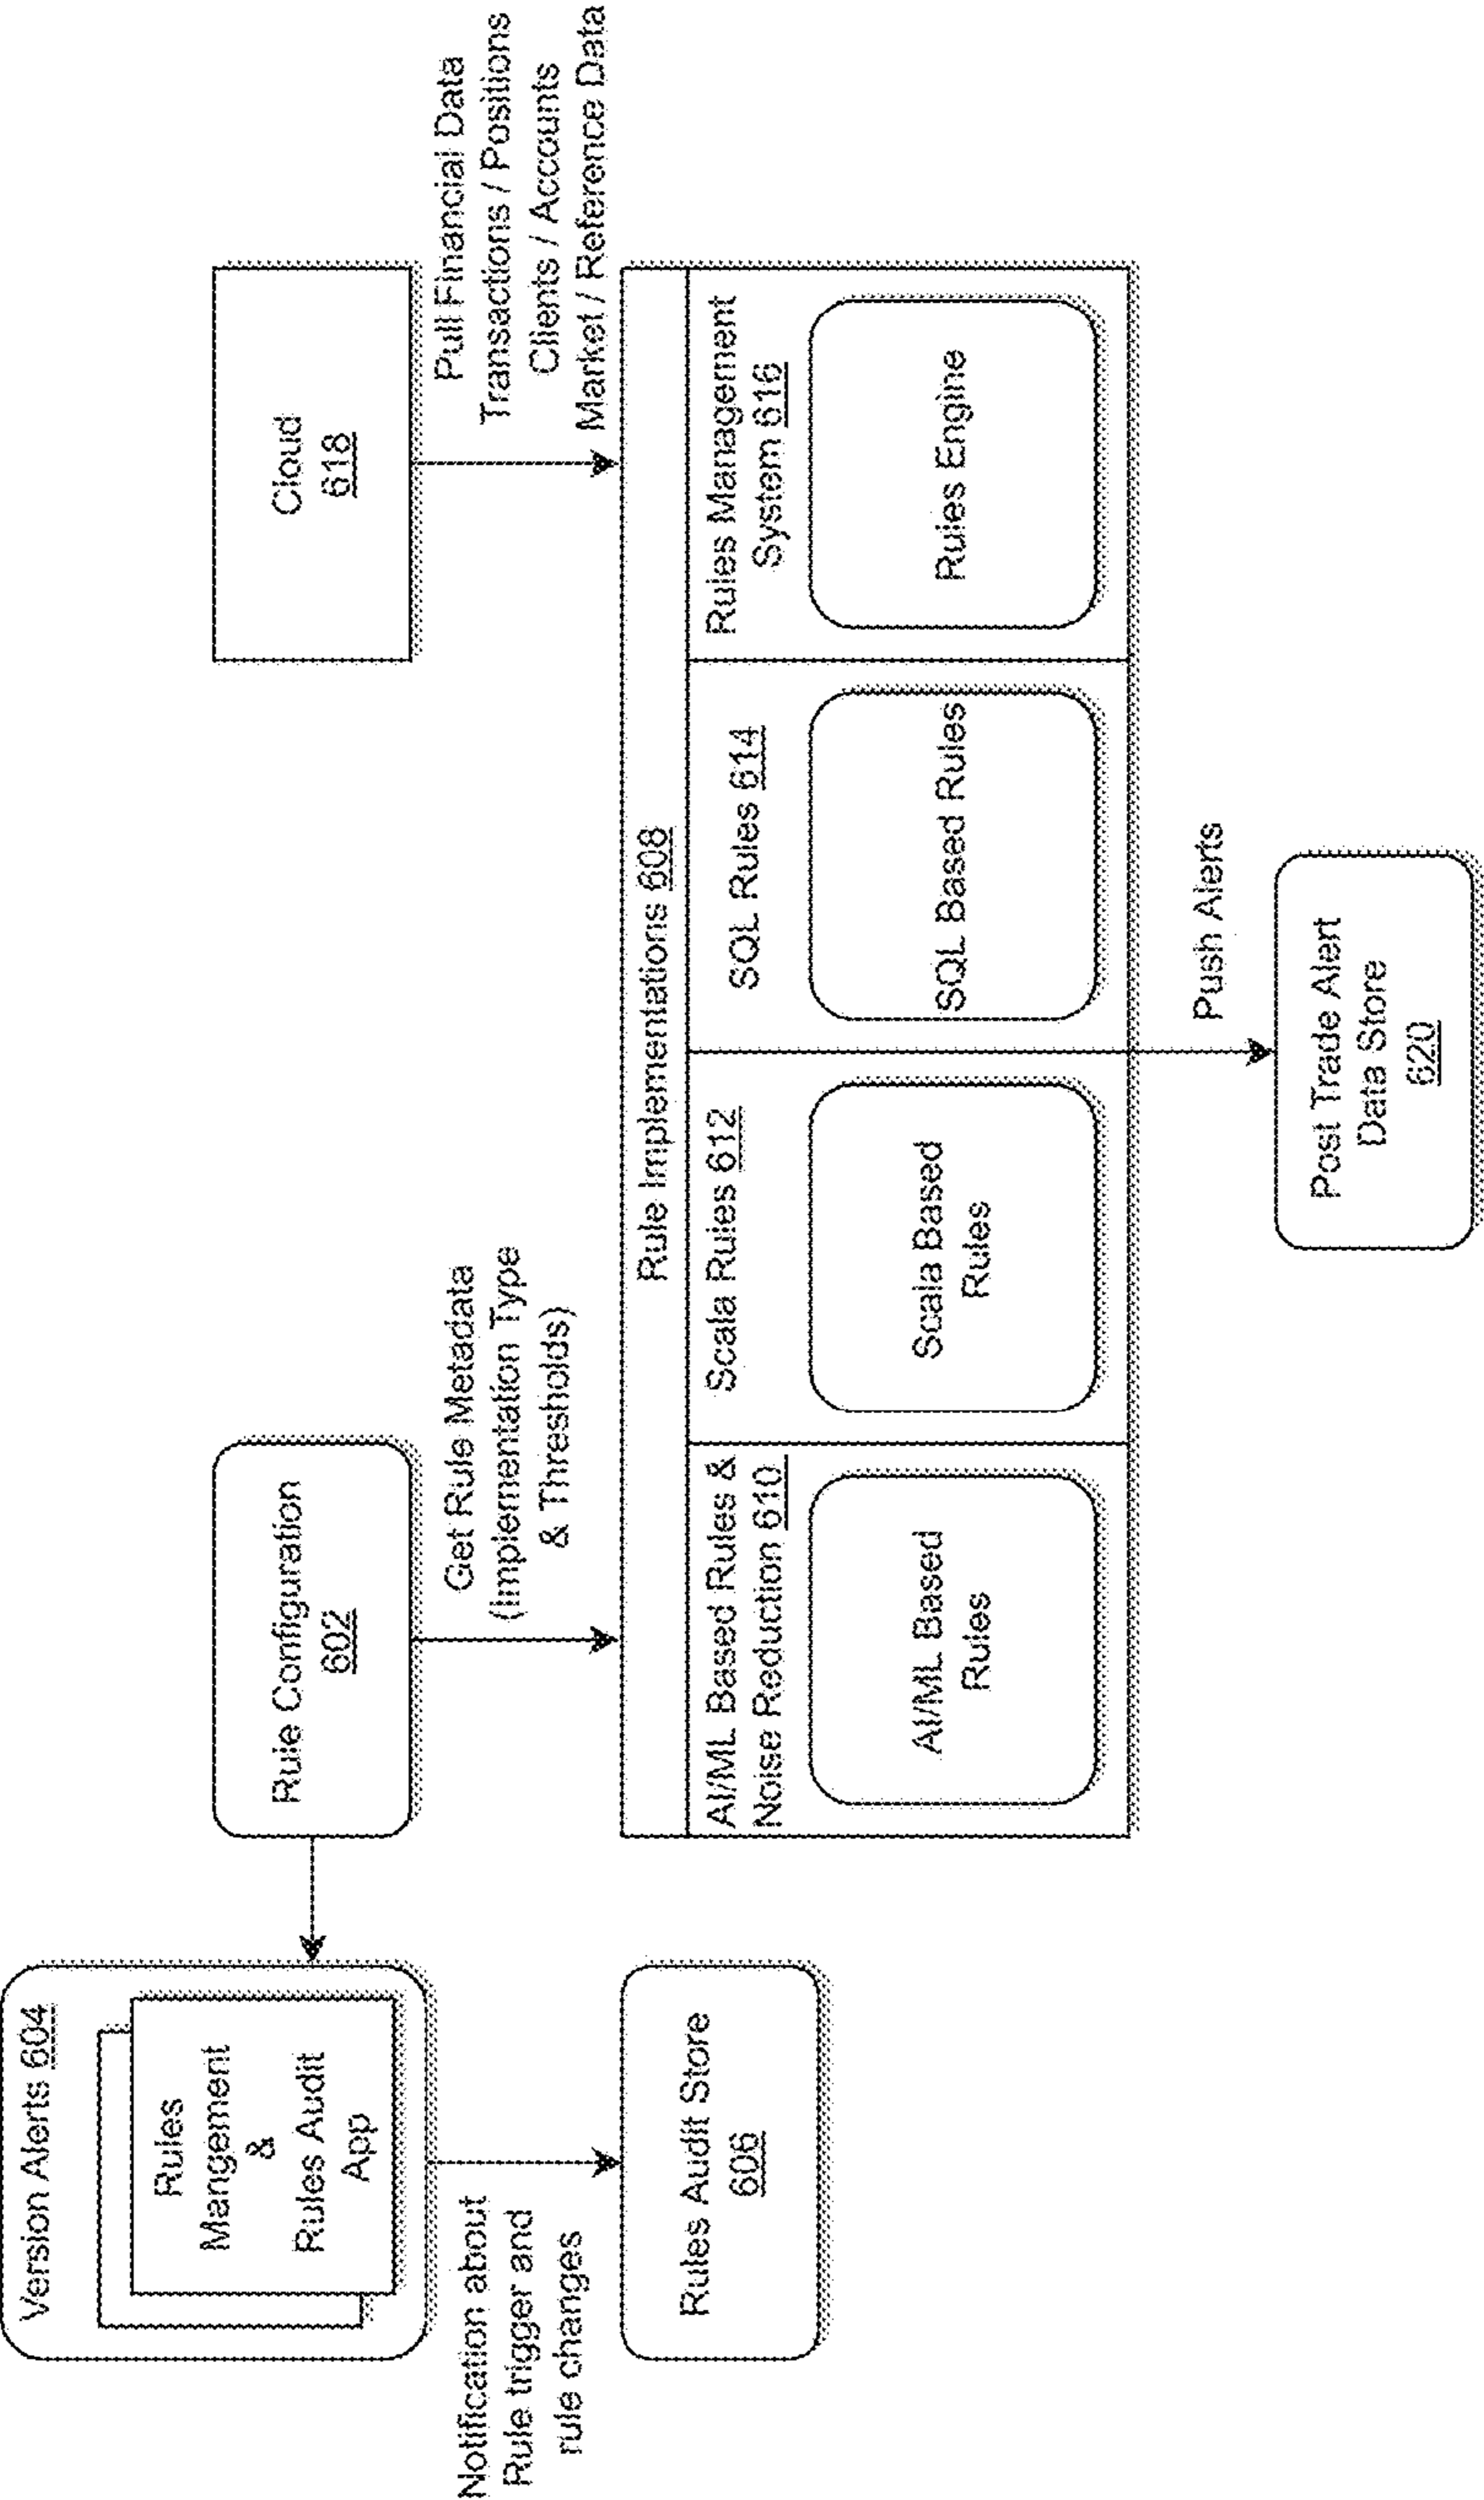 Version Alerts 604
Rules
Mangement
&
Rules Audit
App
Rule Configuration
602
Cloud
618
Notification about
Rule trigger and
rule changes
Get Rule Metadata
(Implementation Type
& Thresholds)
Pull Financial Data
Transactions / Positions
Clients / Accounts
Market / Reference Data
Rules Audit Store
606
Rule Implementations 608
AI/ML Based Rules &
Noise Reduction 610
AI/ML Based
Rules
Scala Rules 612
Scala Based
Rules
SQL Rules 614
SQL Based Rules
Rules Management
System 616
Rules Engine
Push Alerts
Post Trade Alert
Data Store
620